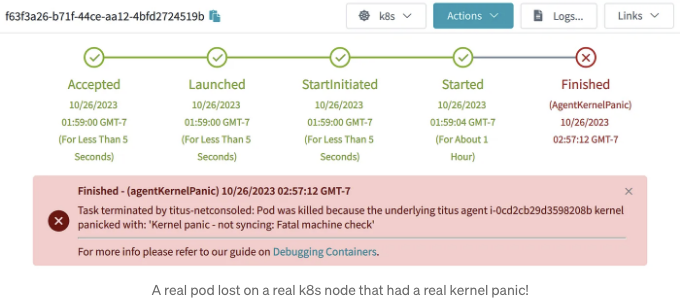 f63f3a26-b71f-44ce-aa12-4bfd2724519b k8s Actions Logs... Links
Accepted Launched StartInitiated Started Finished
10/26/2023 10/26/2023 10/26/2023 10/26/2023 (AgentKernelPanic)
01:59:00 GMT-7 01:59:00 GMT-7 01:59:00 GMT-7 01:59:04 GMT-7 10/26/2023
(For Less Than 5 (For Less Than 5 (For Less Than 5 (For About 1 02:57:12 GMT-7
Seconds) Seconds) Seconds) Hour)
Finished - (agentKernelPanic) 10/26/2023 02:57:12 GMT-7
Task terminated by titus-netconsoled: Pod was killed because the underlying titus agent i-0cd2cb29d3598208b kernel
panicked with: 'Kernel panic - not syncing: Fatal machine check'
For more info please refer to our guide on Debugging Containers.
A real pod lost on a real k8s node that had a real kernel panic!